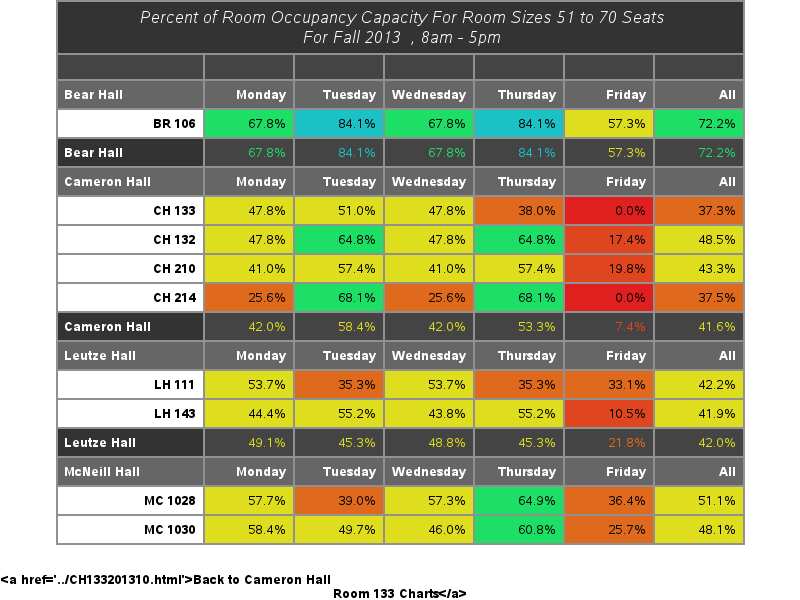 Percent of Room Occupancy Capacity For Room Sizes 51 to 70 Seats
For Fall 2013 , 8am - 5pm
Bear Hall Monday Tuesday Wednesday Thursday Friday All
BR 106 67.8% 84.1% 67.8% 84.1% 57.3% 72.2%
Bear Hall 67.8% 84.1% 67.8% 84.1% 57.3% 72.2%
Cameron Hall Monday Tuesday Wednesday Thursday Friday All
CH 133 47.8% 51.0% 47.8% 38.0% 0.0% 37.3%
CH 132 47.8% 64.8% 47.8% 64.8% 17.4% 48.5%
CH 210 41.0% 57.4% 41.0% 57.4% 19.8% 43.3%
CH 214 25.6% 68.1% 25.6% 68.1% 0.0% 37.5%
Cameron Hall 42.0% 58.4% 42.0% 53.3% 7.4% 41.6%
Leutze Hall Monday Tuesday Wednesday Thursday Friday All
LH 111 53.7% 35.3% 53.7% 35.3% 33.1% 42.2%
LH 143 44.4% 55.2% 43.8% 55.2% 10.5% 41.9%
Leutze Hall 49.1% 45.3% 48.8% 45.3% 21.8% 42.0%
McNeill Hall Monday Tuesday Wednesday Thursday Friday All
MC 1028 57.7% 39.0% 57.3% 64.9% 36.4% 51.1%
MC 1030 58.4% 49.7% 46.0% 60.8% 25.7% 48.1%
<a href='../CH133201310.html'>Back to Cameron Hall
Room 133 Charts</a>